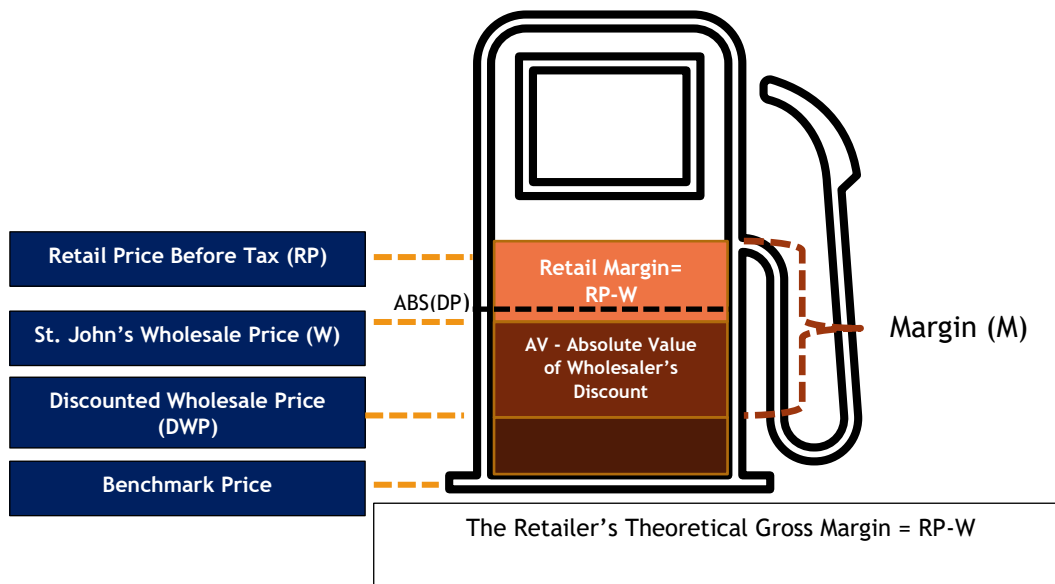 Retail Price Before Tax (RP)
Retail Margin=
RP-W
ABS(DP)
St. John’s Wholesale Price (W)
Margin (M)
AV - Absolute Value
of Wholesaler’s
Discount
Discounted Wholesale Price
(DWP)
Benchmark Price
The Retailer’s Theoretical Gross Margin = RP-W